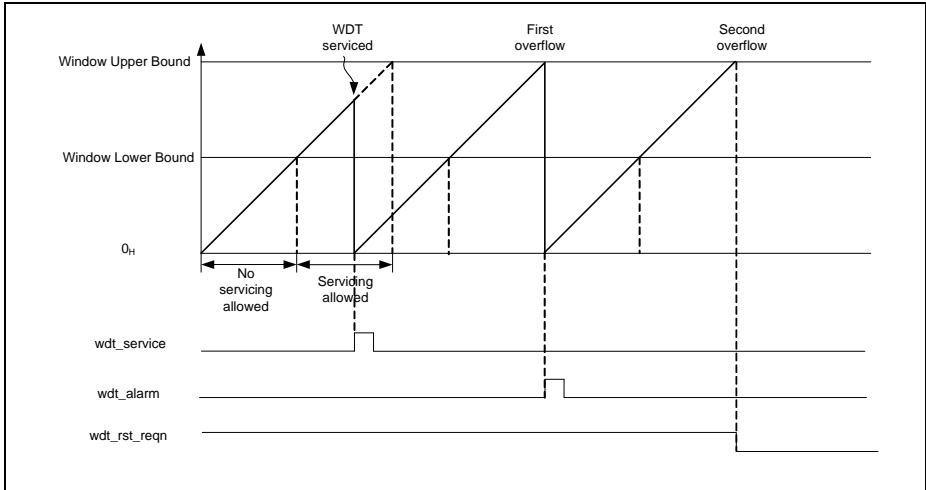 WDT
serviced
First
overflow
Second
overflow
Window Upper Bound
Window Lower Bound
0H
No
servicing
allowed
Servicing
allowed
wdt_service
wdt_alarm
wdt_rst_reqn